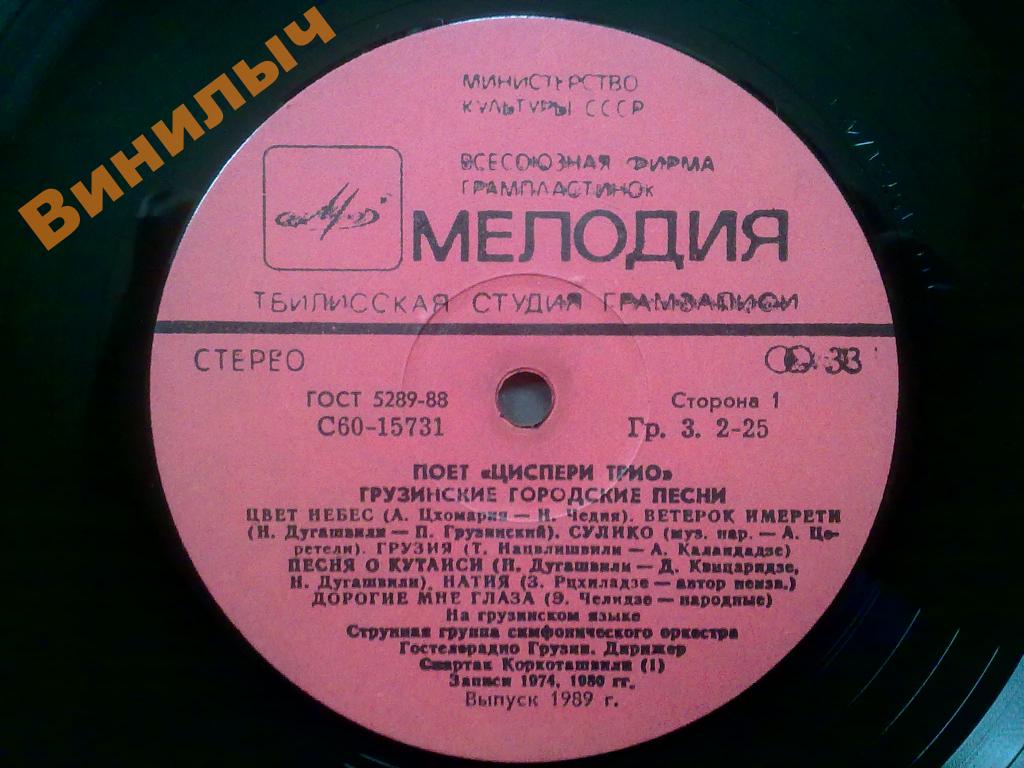 Винилыч
МИНИСТЕРСТВО
КУЛЬТУРЫ СССР
ВСЕСОЮЗНАЯ ФИРМА
ГРАМПЛАСТИНОК
МЕЛОДИЯ
ТБИЛИССКАЯ СТУДИЯ ГРАМЗАПИСИ
СТЕРЕО
33
ГОСТ 5289-88
Сторона 1
С60-15731
Гр. 3. 2-25
ПОЕТ «ЦИСПЕРИ ТРИО»
ГРУЗИНСКИЕ ГОРОДСКИЕ ПЕСНИ
ЦВЕТ НЕБЕС (А. Цхомария — Н. Чедия). ВЕТЕРОК ИМЕРЕТИ
(Н. Дугашвили — П. Грузинский). СУЛИКО (муз. нар. — А. Це-
ретели). ГРУЗИЯ (Т. Нацвлишвили — А. Каландадзе)
ПЕСНЯ О КУТАИСИ (Н. Дугашвили — Д. Квицаридзе,
Н. Дугашвили). НАТИЯ (З. Рцхиладзе — автор неизв.)
ДОРОГИЕ МНЕ ГЛАЗА (Э. Челидзе — народные)
На грузинском языке
Струнная группа симфонического оркестра
Гостелерадио Грузии. Дирижер
Спартак Коркоташвили (1)
Записи 1974, 1980 гг.
Выпуск 1989 г.